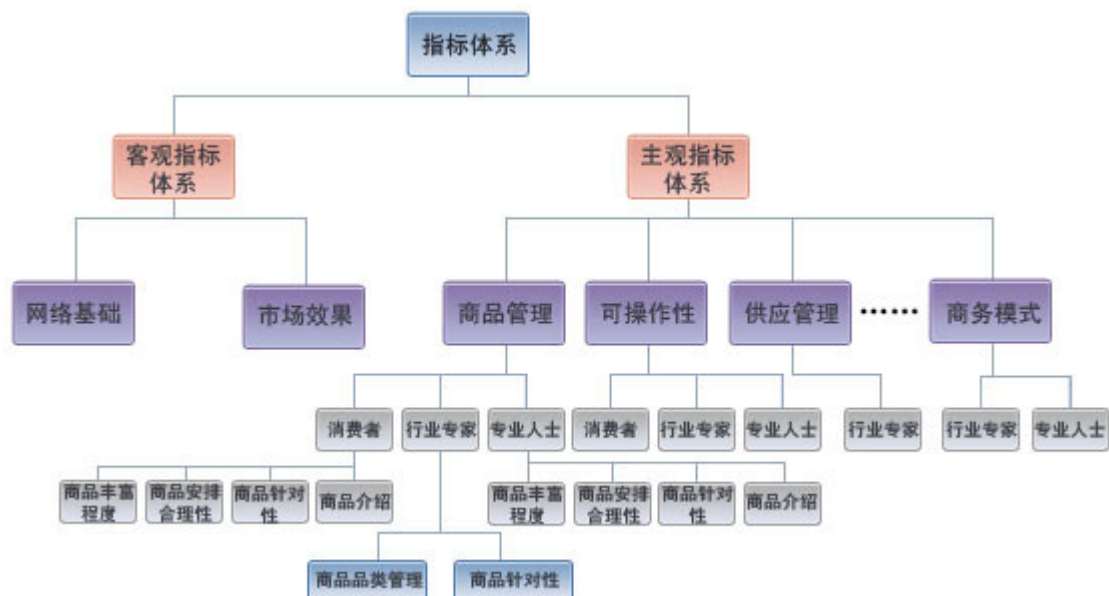 指标体系
客观指标
体系
主观指标
体系
网络基础
市场效果
商品管理
可操作性
供应管理
……
商务模式
消费者
行业专家
专业人士
消费者
行业专家
专业人士
行业专家
行业专家
专业人士
商品丰富
程度
商品安排
合理性
商品针对
性
商品介绍
商品丰富
程度
商品安排
合理性
商品针对
性
商品介绍
商品品类管理
商品针对性